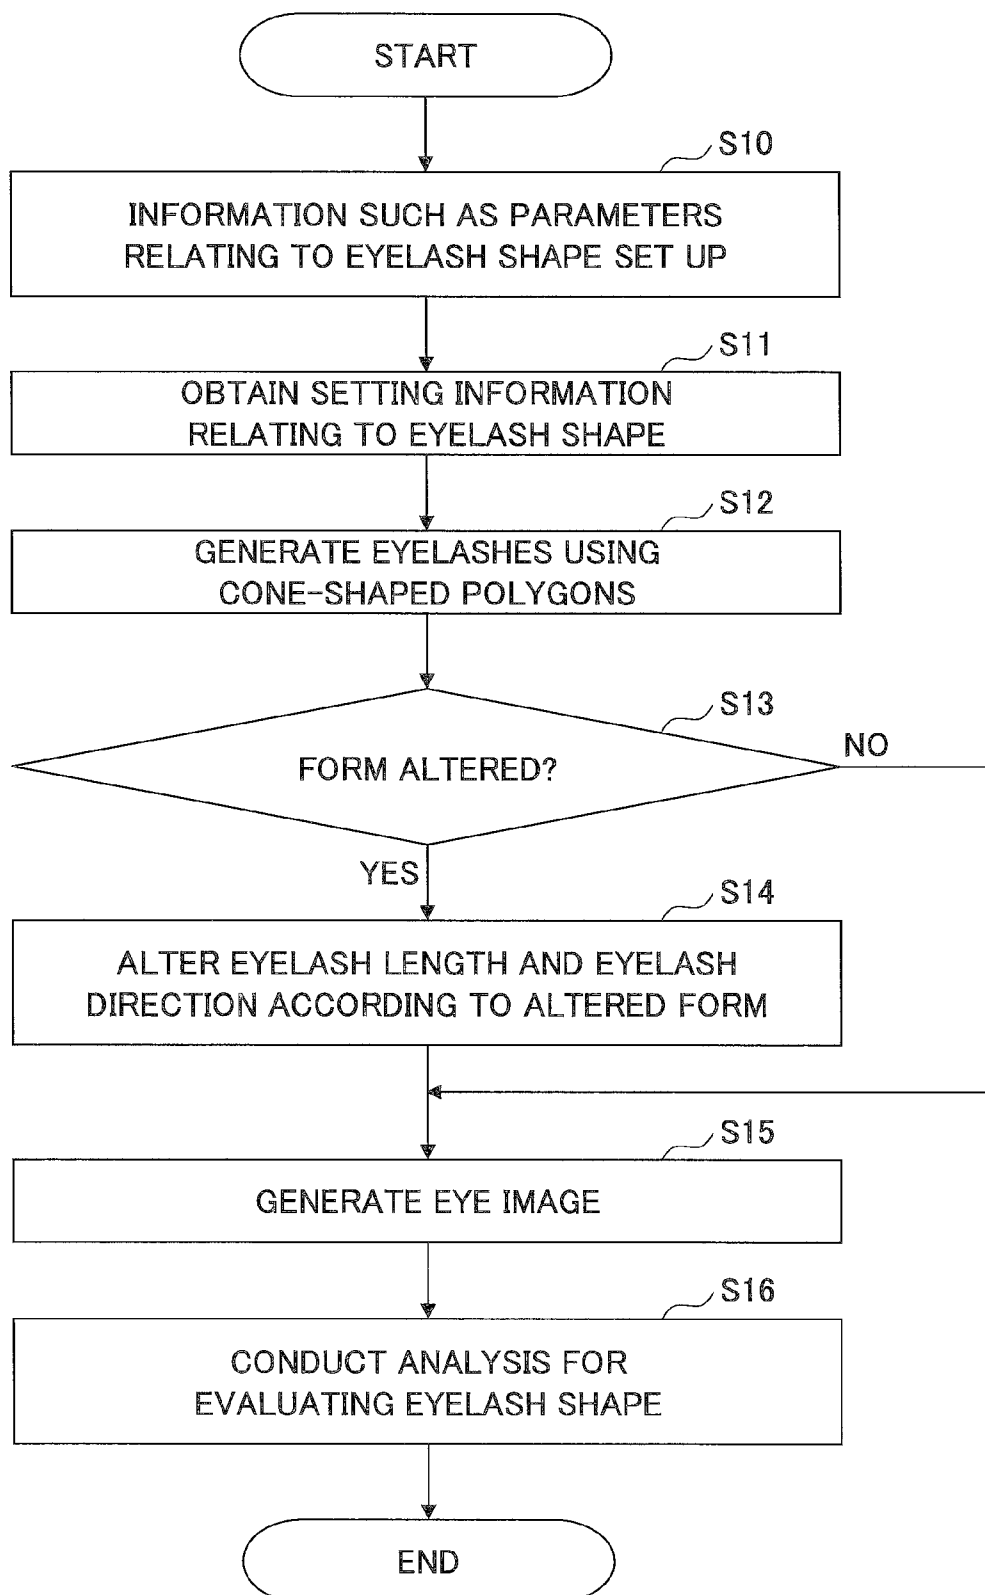 START
S10
INFORMATION SUCH AS PARAMETERS
RELATING TO EYELASH SHAPE SET UP
S11
OBTAIN SETTING INFORMATION
RELATING TO EYELASH SHAPE
S12
GENERATE EYELASHES USING
CONE-SHAPED POLYGONS
S13
FORM ALTERED?
NO
YES
S14
ALTER EYELASH LENGTH AND EYELASH
DIRECTION ACCORDING TO ALTERED FORM
S15
GENERATE EYE IMAGE
S16
CONDUCT ANALYSIS FOR
EVALUATING EYELASH SHAPE
END